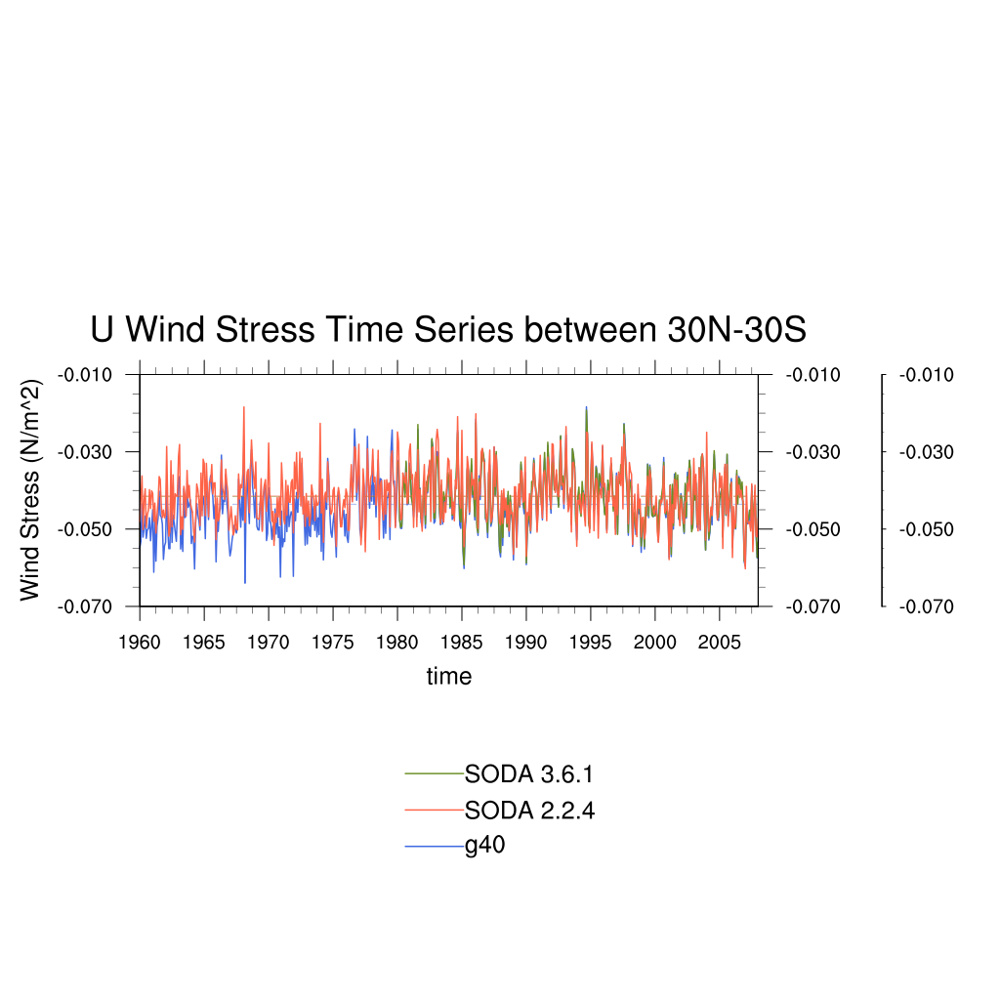 U Wind Stress Time Series between 30N-30S
Wind Stress (N/m^2)
-0.010 -0.010 -0.010
-0.030 -0.030 -0.030
-0.050 -0.050 -0.050
-0.070 -0.070 -0.070
1960 1965 1970 1975 1980 1985 1990 1995 2000 2005
time
SODA 3.6.1
SODA 2.2.4
g40